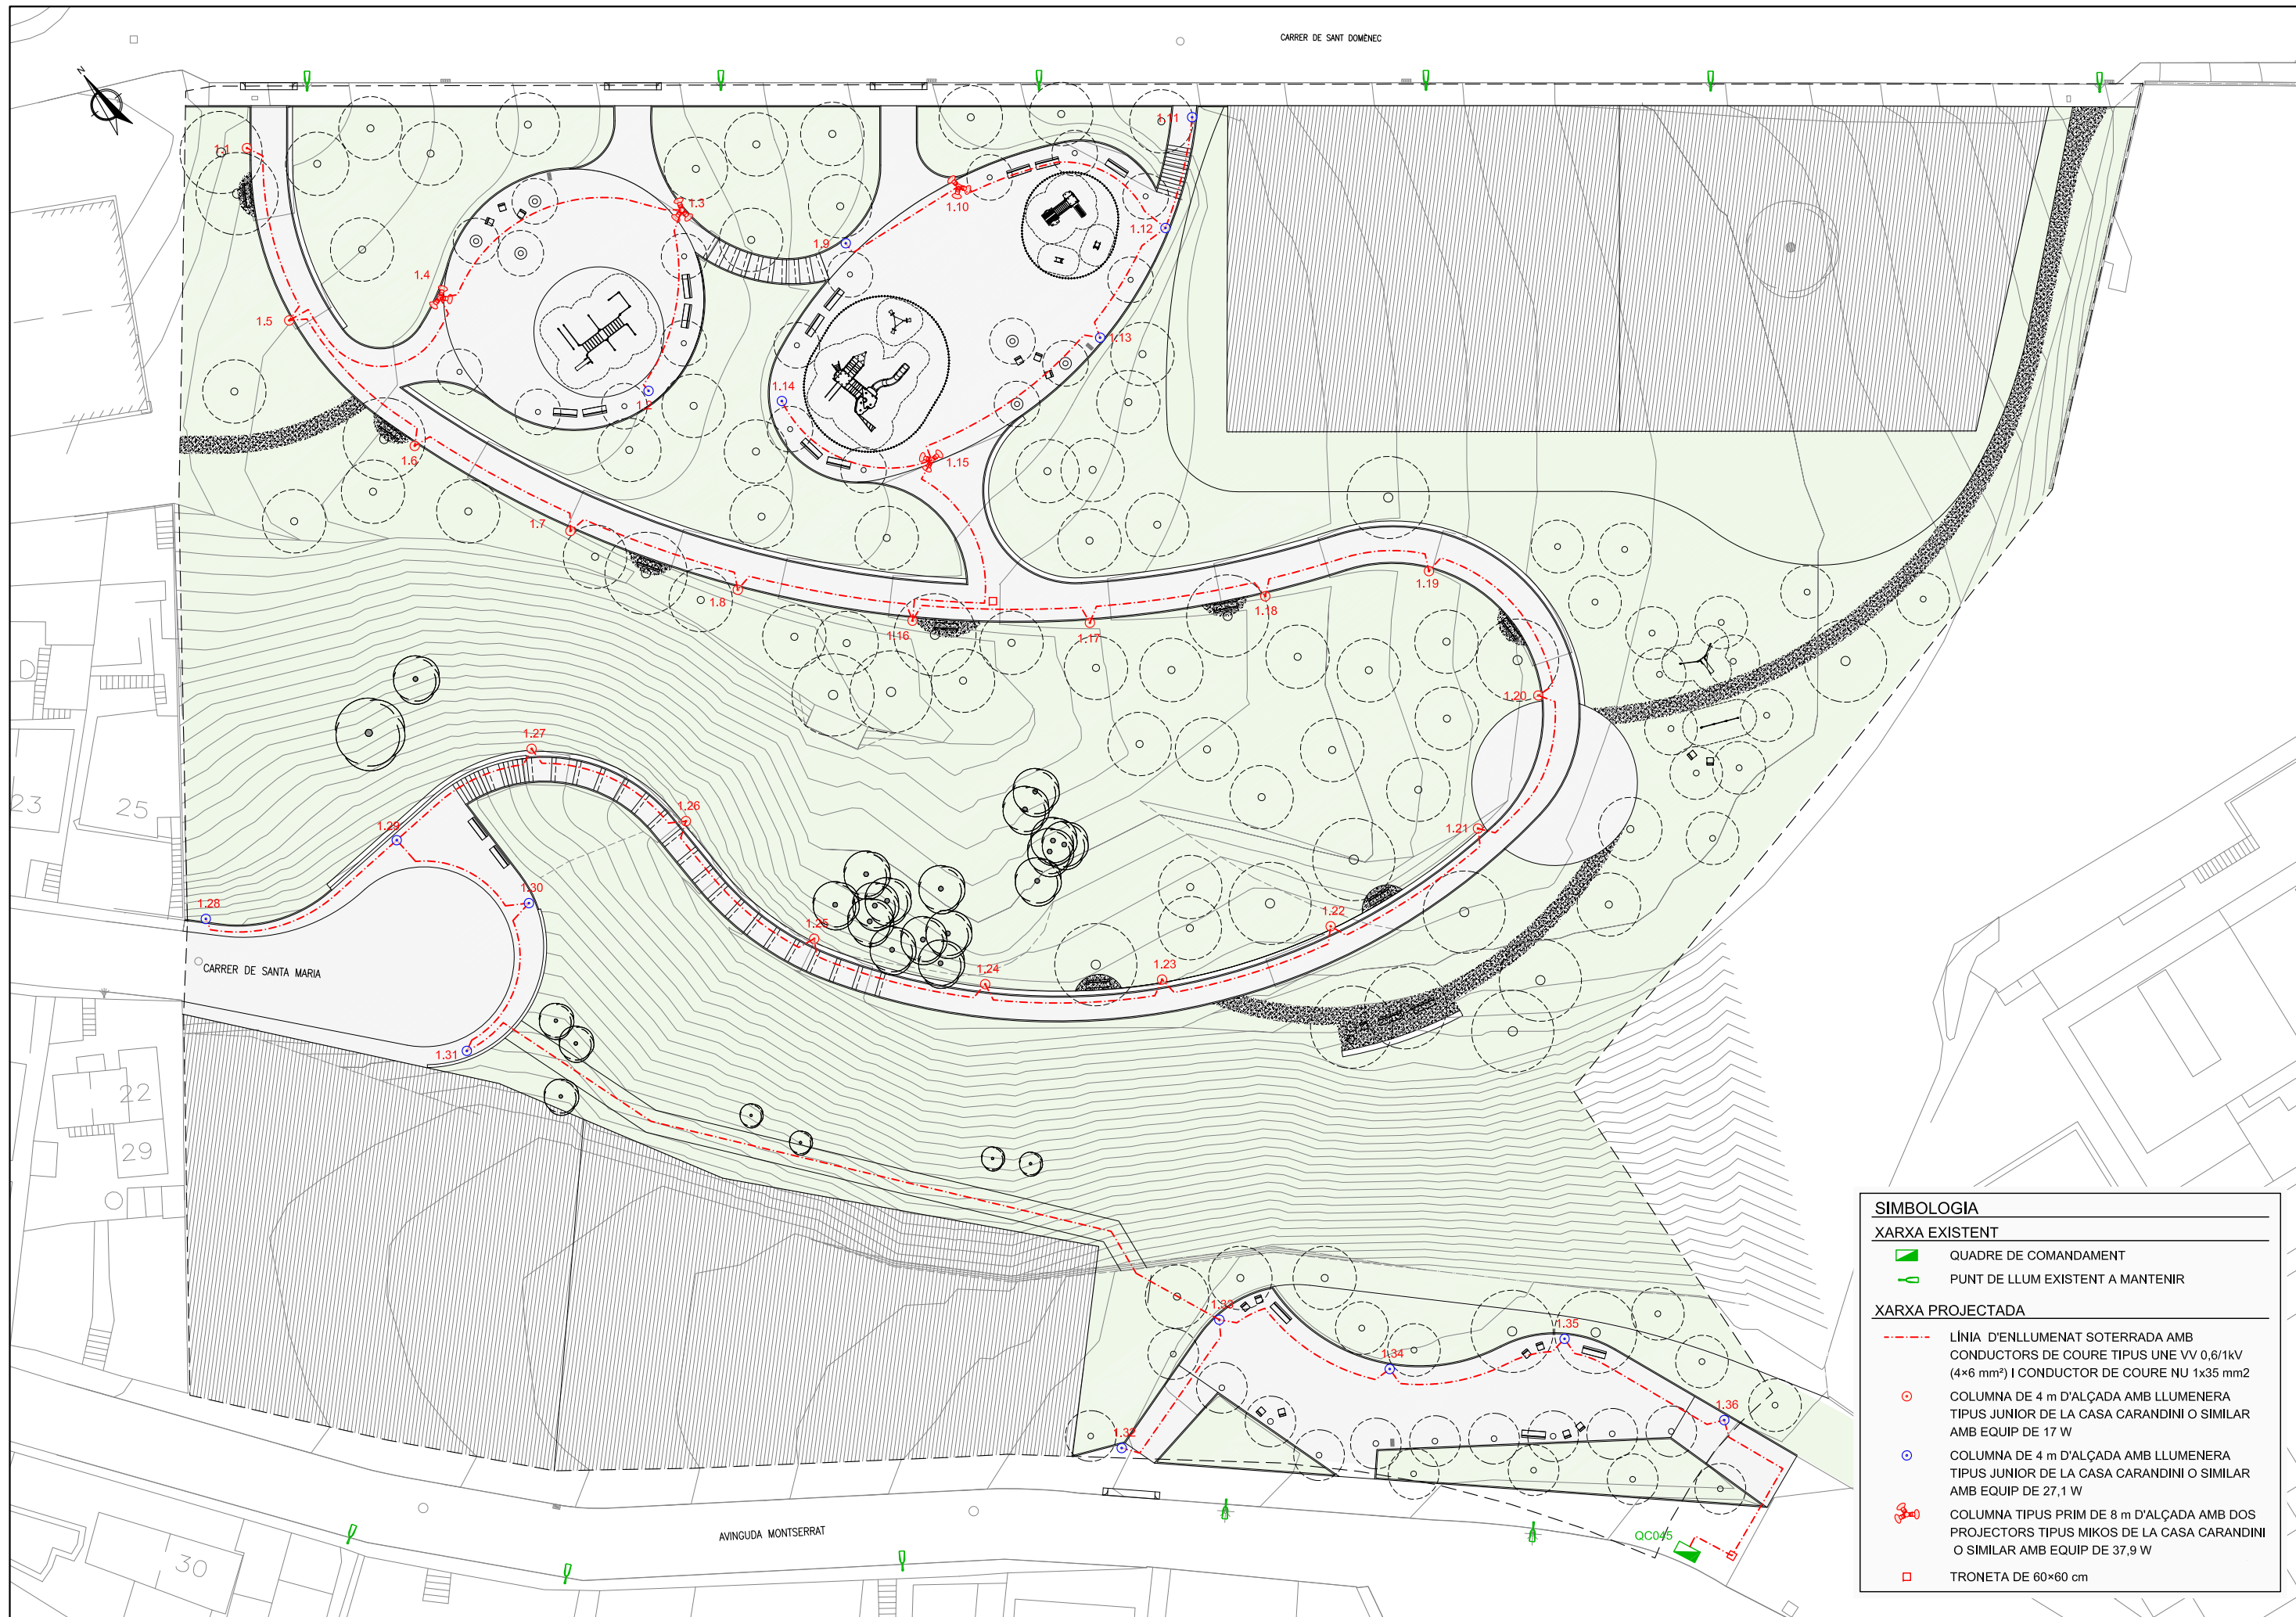 CARRER DE SANT DOMÈNEC
N
1.11
1.1
1.3
1.10
1.12
1.9
1.4
1.5
1.13
1.14
1.2
1.6
1.15
1.7
1.19
1.8
1.18
1.16
1.17
1.20
1.27
23
25
1.26
1.29
1.21
1.30
1.28
1.22
1.25
CARRER DE SANTA MARIA
1.24
1.23
1.31
22
29
1.33
1.35
1.34
1.36
1.32
AVINGUDA MONTSERRAT
QC045
30
SIMBOLOGIA
XARXA EXISTENT
QUADRE DE COMANDAMENT
PUNT DE LLUM EXISTENT A MANTENIR
XARXA PROJECTADA
LÍNIA D'ENLLUMENAT SOTERRADA AMB
CONDUCTORS DE COURE TIPUS UNE VV 0,6/1kV
(4×6 mm²) I CONDUCTOR DE COURE NU 1x35 mm2
COLUMNA DE 4 m D'ALÇADA AMB LLUMENERA
TIPUS JUNIOR DE LA CASA CARANDINI O SIMILAR
AMB EQUIP DE 17 W
COLUMNA DE 4 m D'ALÇADA AMB LLUMENERA
TIPUS JUNIOR DE LA CASA CARANDINI O SIMILAR
AMB EQUIP DE 27,1 W
COLUMNA TIPUS PRIM DE 8 m D'ALÇADA AMB DOS
PROJECTORS TIPUS MIKOS DE LA CASA CARANDINI
O SIMILAR AMB EQUIP DE 37,9 W
TRONETA DE 60×60 cm